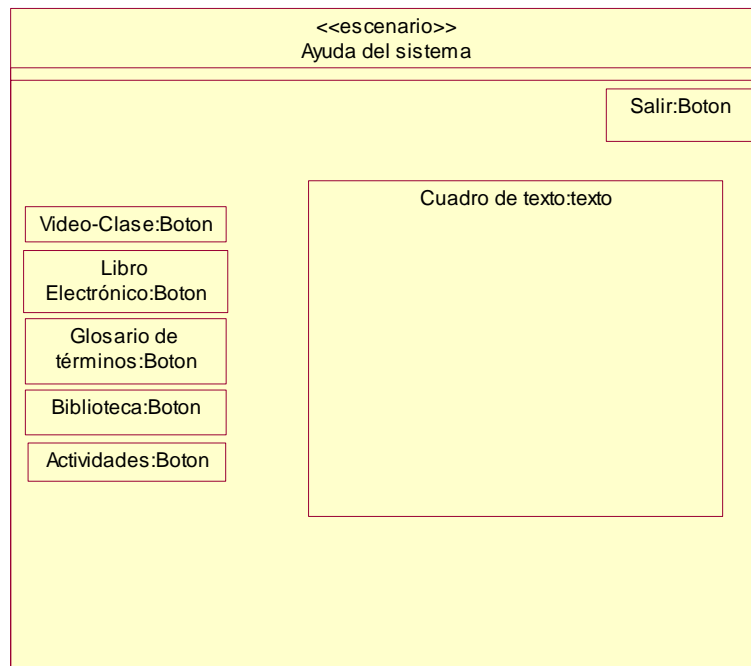 <<escenario>>
Ayuda del sistema
Salir:Boton
Cuadro de texto:texto
Video-Clase:Boton
Libro
Electrónico:Boton
Glosario de
términos:Boton
Biblioteca:Boton
Actividades:Boton